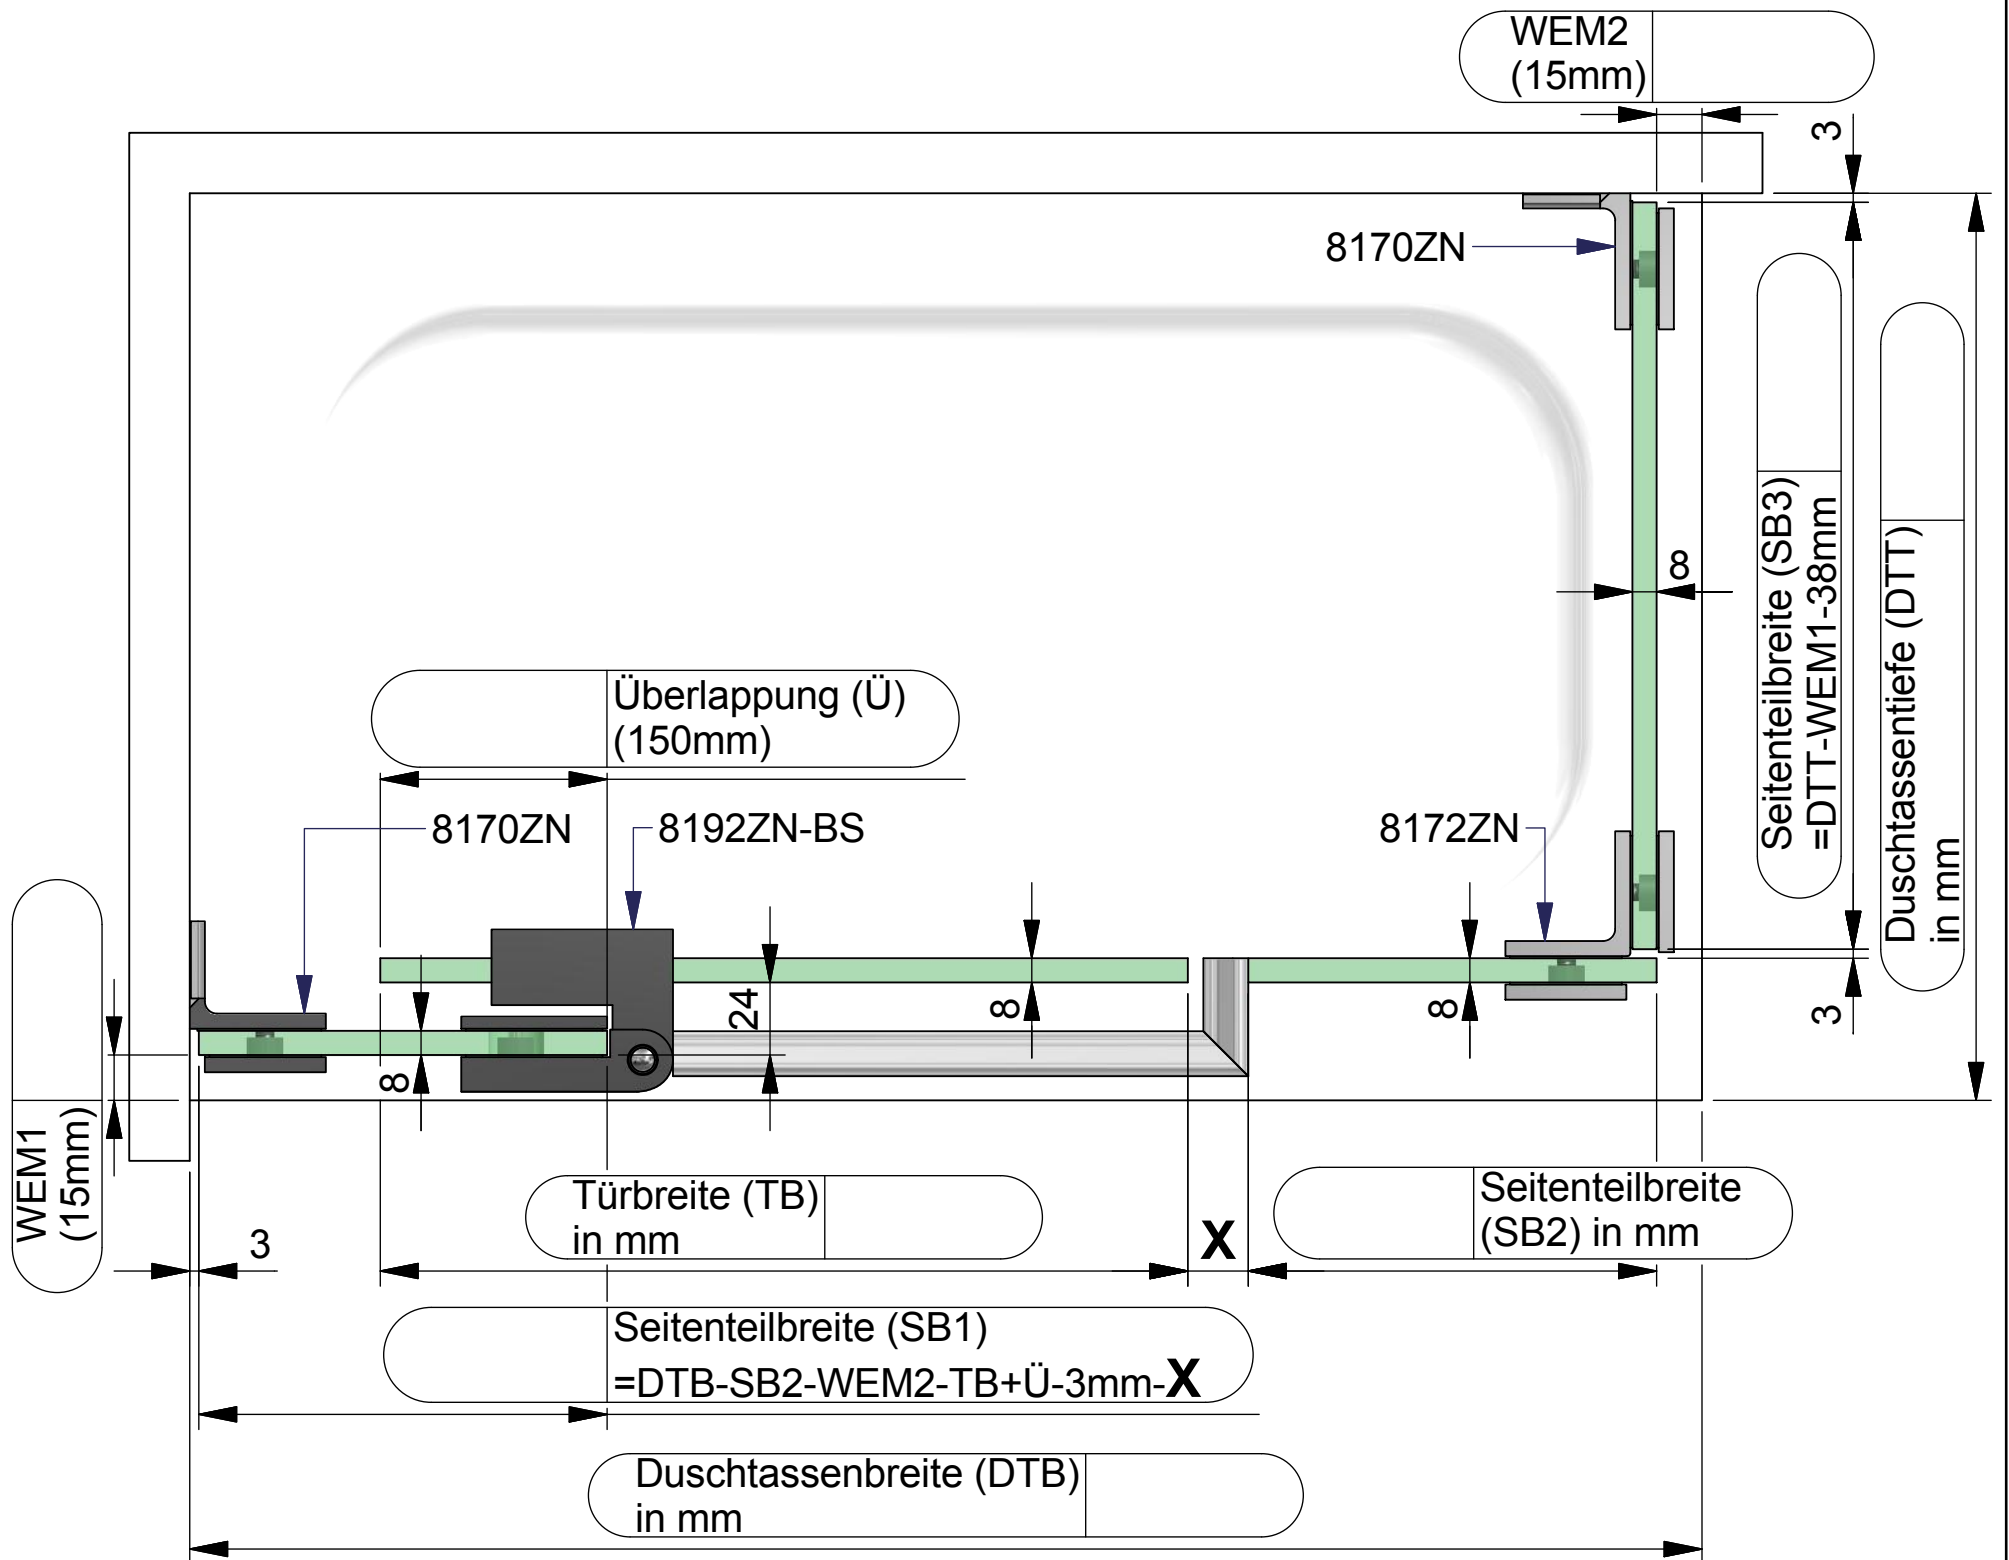 WEM2
(15mm)
3
8170ZN
8
Seitenteilbreite (SB3)
=DTT-WEM1-38mm
Duschtassentiefe (DTT)
in mm
Überlappung (Ü)
(150mm)
8170ZN
8192ZN-BS
8172ZN
24
8
8
8
3
WEM1
(15mm)
3
Türbreite (TB)
in mm
X
Seitenteilbreite
(SB2) in mm
Seitenteilbreite (SB1)
=DTB-SB2-WEM2-TB+Ü-3mm-X
Duschtassenbreite (DTB)
in mm